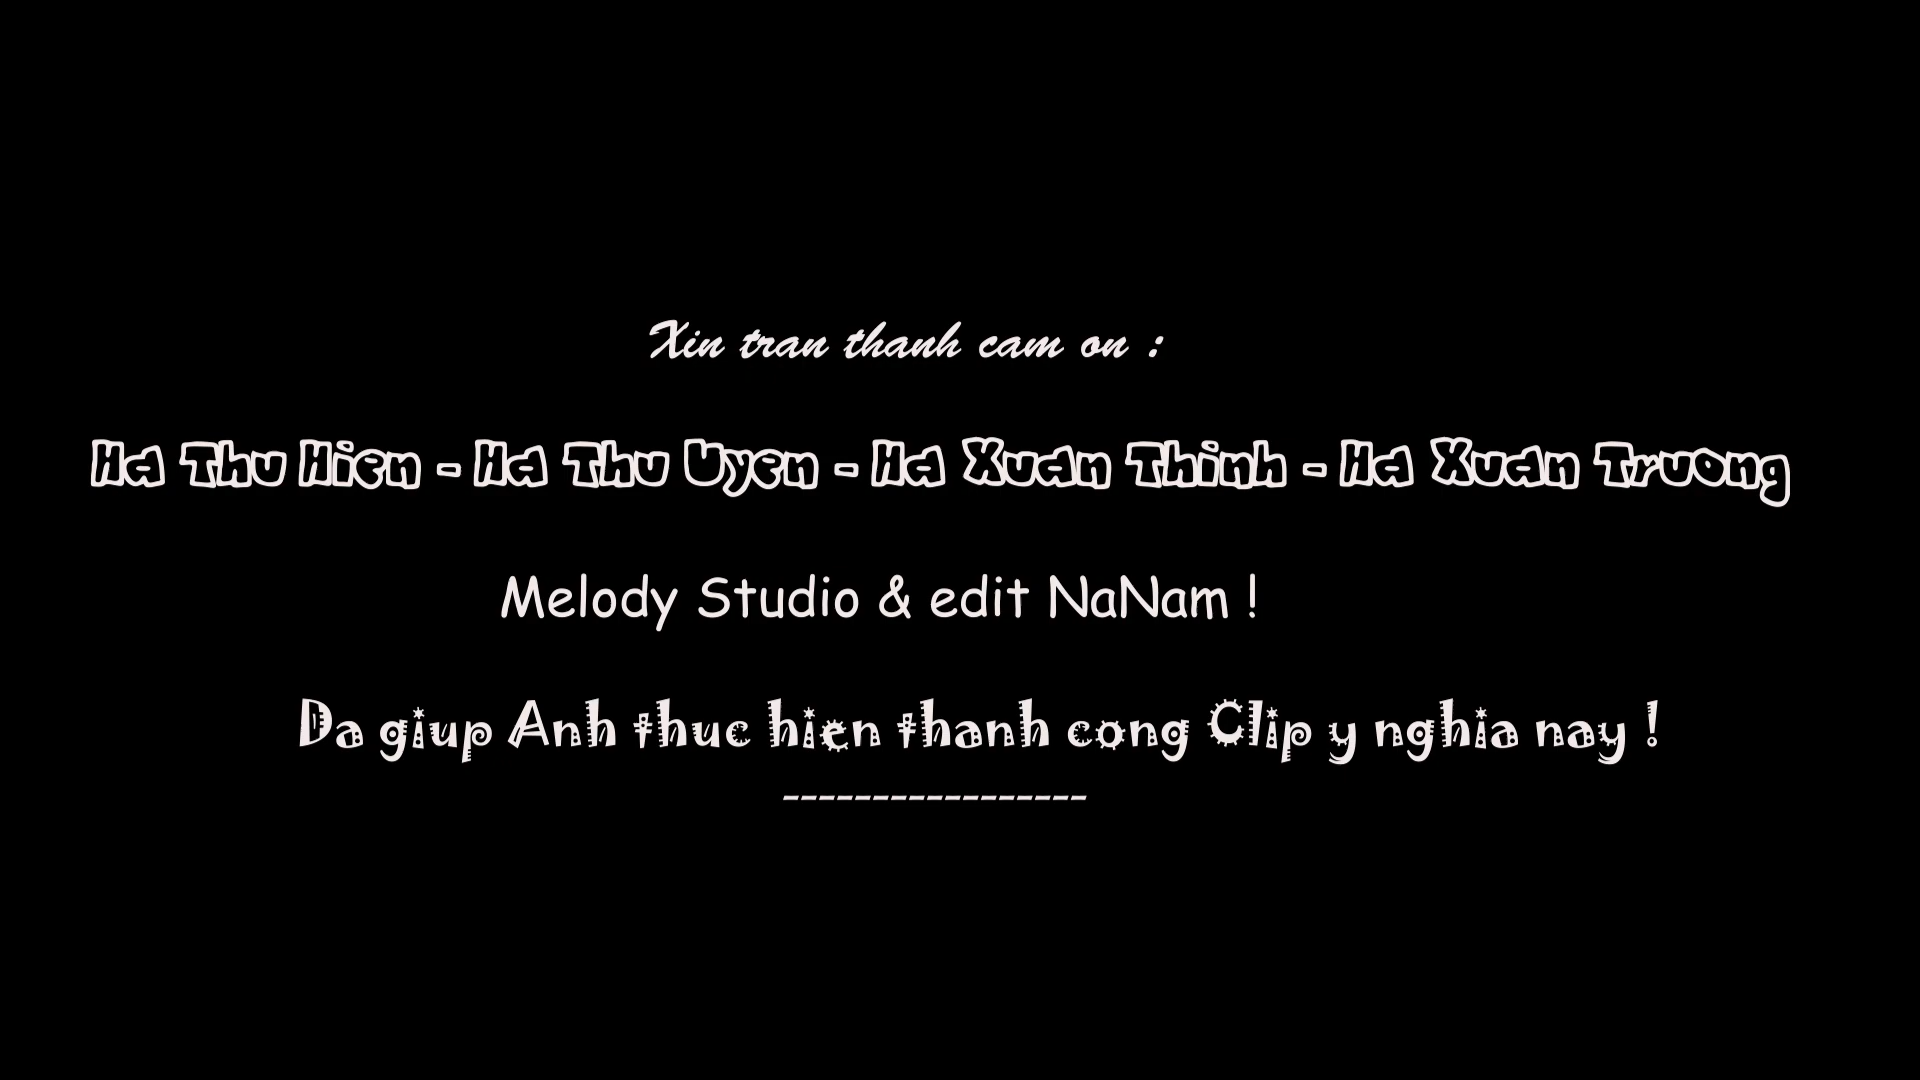 Xin tran thanh cam on :
Ha Thu Hien - Ha Thu Uyen - Ha Xuan Thinh - Ha Xuan Truong
Melody Studio & edit NaNam !
Da giup Anh thuc hien thanh cong Clip y nghia nay !
-----------------